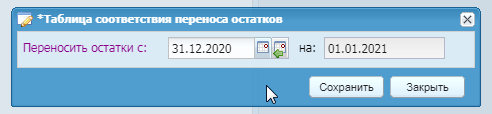 *Таблица соответствия переноса остатков
Переносить остатки с: 31.12.2020 на: 01.01.2021
Сохранить Закрыть